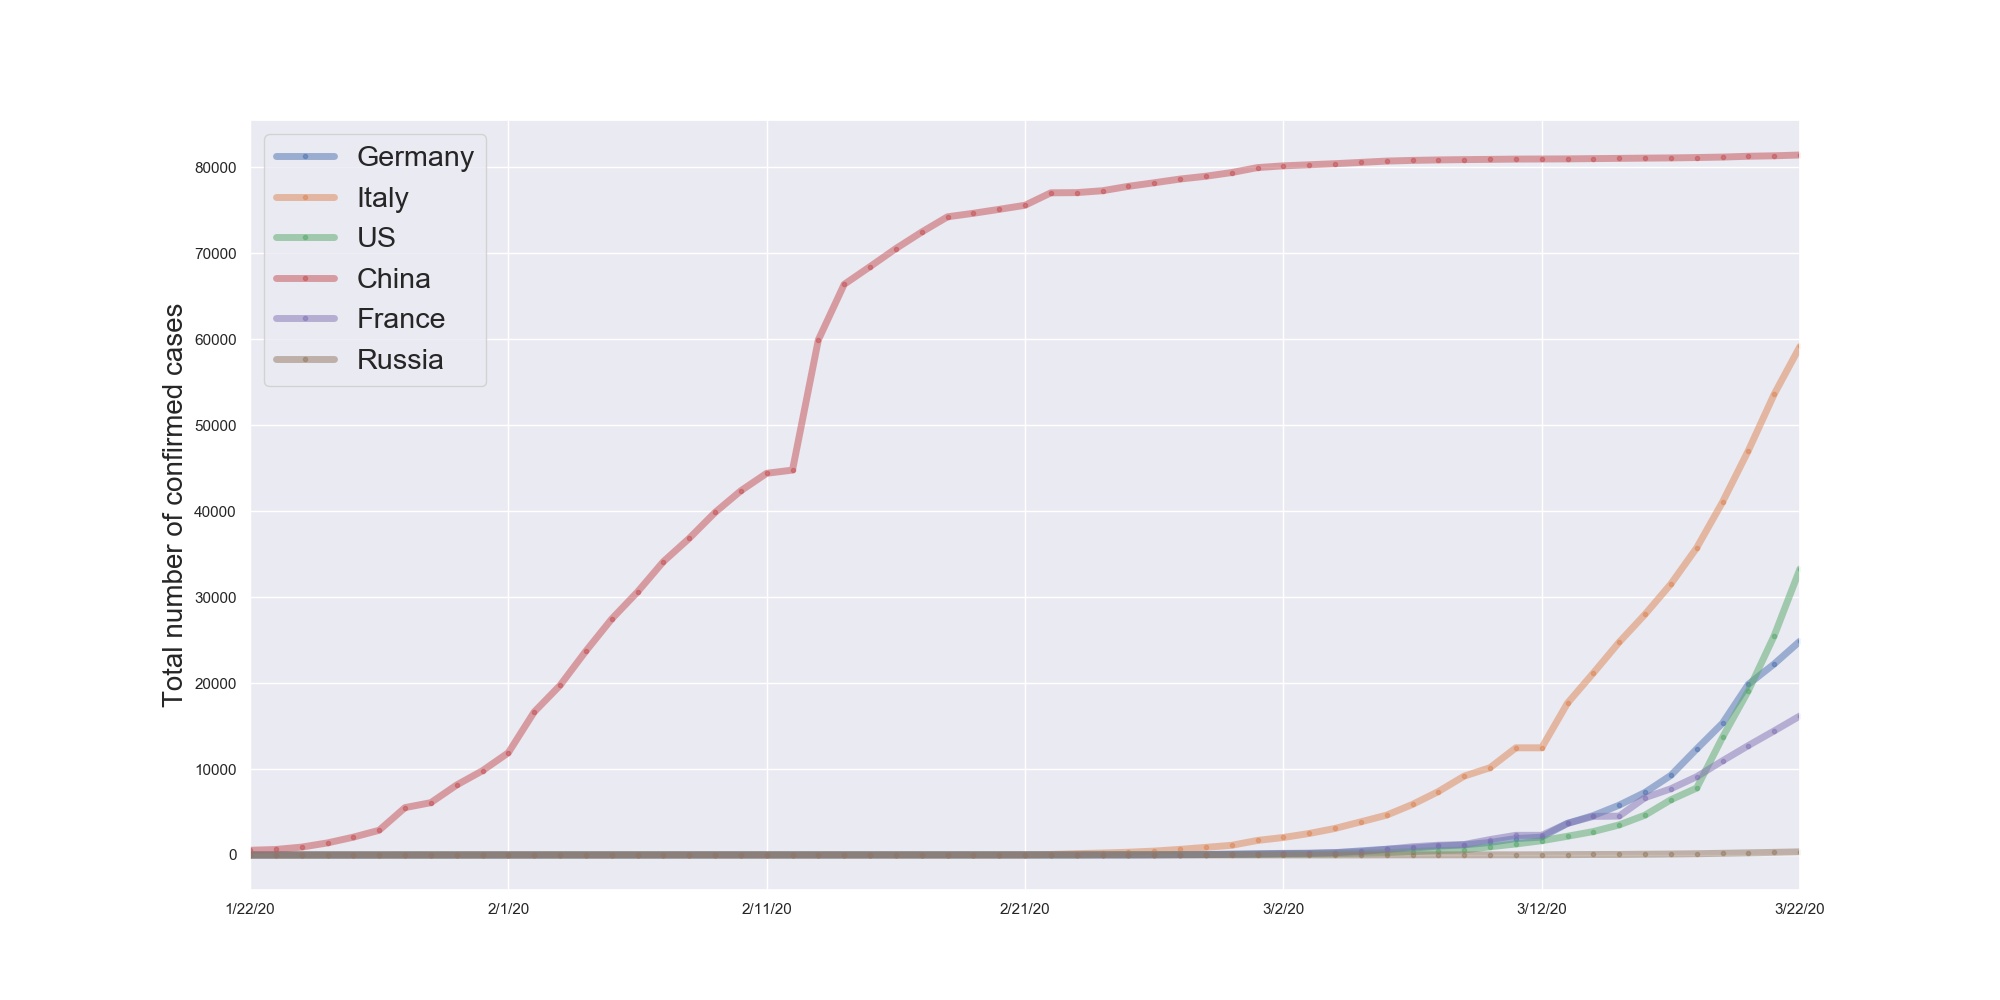 Germany
Italy
US
China
France
Russia
Total number of confirmed cases
80000
70000
60000
50000
40000
30000
20000
10000
0
1/22/20 2/1/20 2/11/20 2/21/20 3/2/20 3/12/20 3/22/20